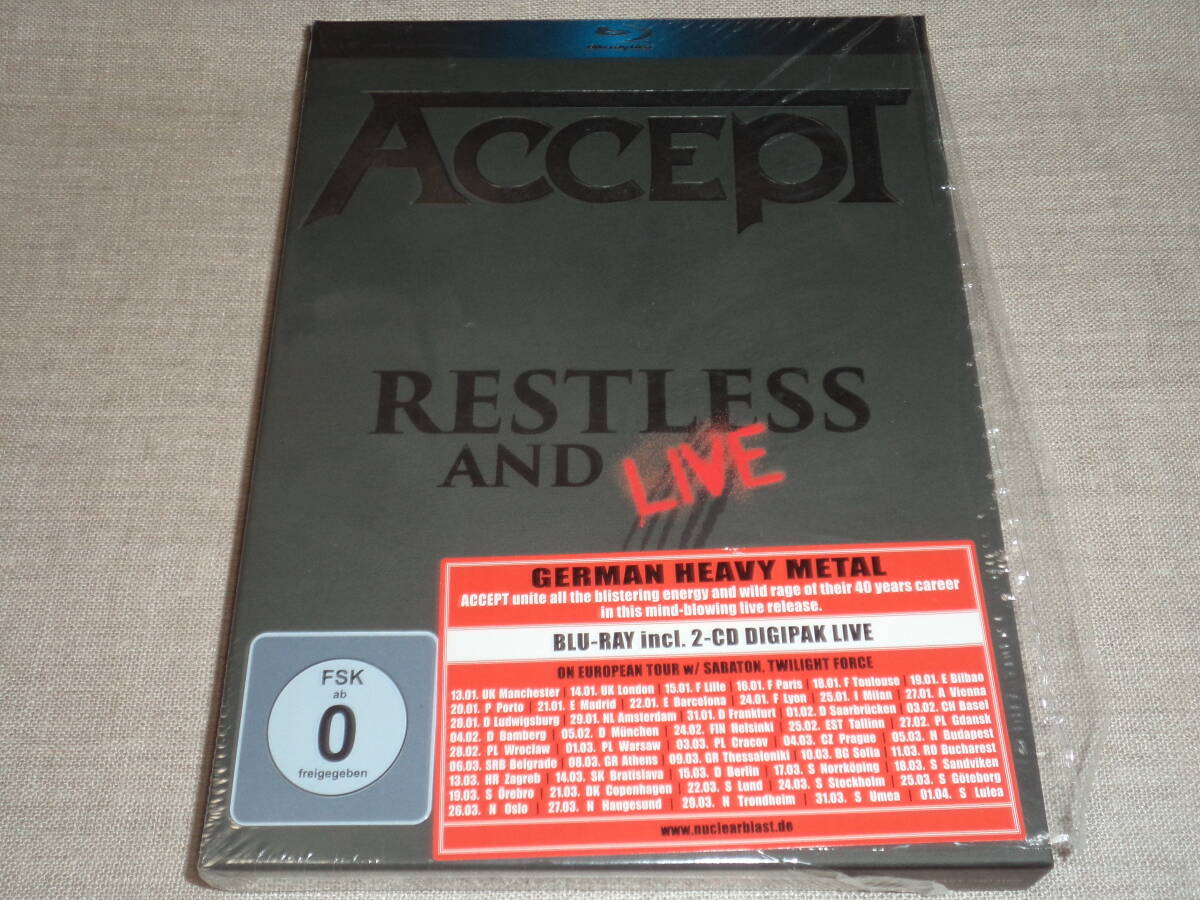 Blu-ray Disc
ACCEPT
RESTLESS
AND LIVE
GERMAN HEAVY METAL
ACCEPT unite all the blistering energy and wild rage of their 40 years career
in this mind-blowing live release.
BLU-RAY incl. 2-CD DIGIPAK LIVE
ON EUROPEAN TOUR w/ SABATON, TWILIGHT FORCE
13.01. UK Manchester | 14.01. UK London | 15.01. F Lille | 16.01. F Paris | 18.01. F Toulouse | 19.01. E Bilbao
20.01. P Porto | 21.01. E Madrid | 22.01. E Barcelona | 24.01. F Lyon | 25.01. I Milan | 27.01. A Vienna
28.01. D Ludwigsburg | 29.01. NL Amsterdam | 31.01. D Frankfurt | 01.02. D Saarbrücken | 03.02. CH Basel
04.02. D Bamberg | 05.02. D München | 24.02. FIN Helsinki | 25.02. EST Tallinn | 27.02. PL Gdansk
28.02. PL Wroclaw | 01.03. PL Warsaw | 03.03. PL Cracov | 04.03. CZ Prague | 05.03. H Budapest
06.03. SRB Belgrade | 08.03. GR Athens | 09.03. GR Thessaloniki | 10.03. BG Sofia | 11.03. RO Bucharest
13.03. HR Zagreb | 14.03. SK Bratislava | 15.03. D Berlin | 17.03. S Norrköping | 18.03. S Sandviken
19.03. S Örebro | 21.03. DK Copenhagen | 22.03. S Lund | 24.03. S Stockholm | 25.03. S Göteborg
26.03. N Oslo | 27.03. N Haugesund | 29.03. N Trondheim | 31.03. S Umea | 01.04. S Lulea
www.nuclearblast.de
FSK
ab
0
freigegeben